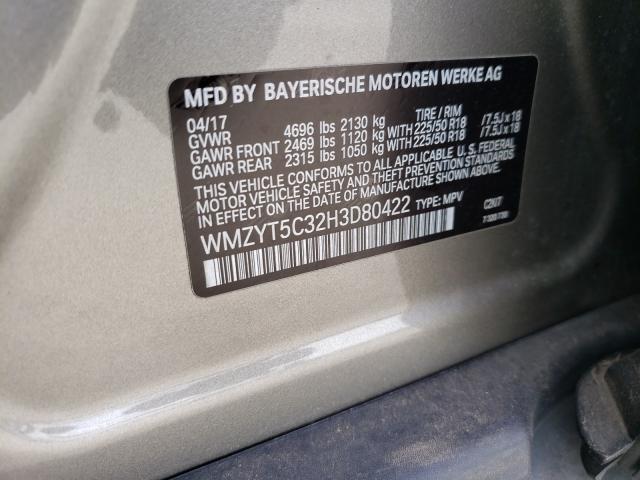 MFD BY BAYERISCHE MOTOREN WERKE AG
04/17 TIRE / RIM
GVWR 4696 lbs 2130 kg
GAWR FRONT 2469 lbs 1120 kg WITH 225/50 R18 /7.5J x 18
GAWR REAR 2315 lbs 1050 kg WITH 225/50 R18 /7.5J x 18
THIS VEHICLE CONFORMS TO ALL APPLICABLE U.S. FEDERAL
MOTOR VEHICLE SAFETY AND THEFT PREVENTION STANDARDS
IN EFFECT ON THE DATE OF MANUFACTURE SHOWN ABOVE.
WMZYT5C32H3D80422 TYPE: MPV